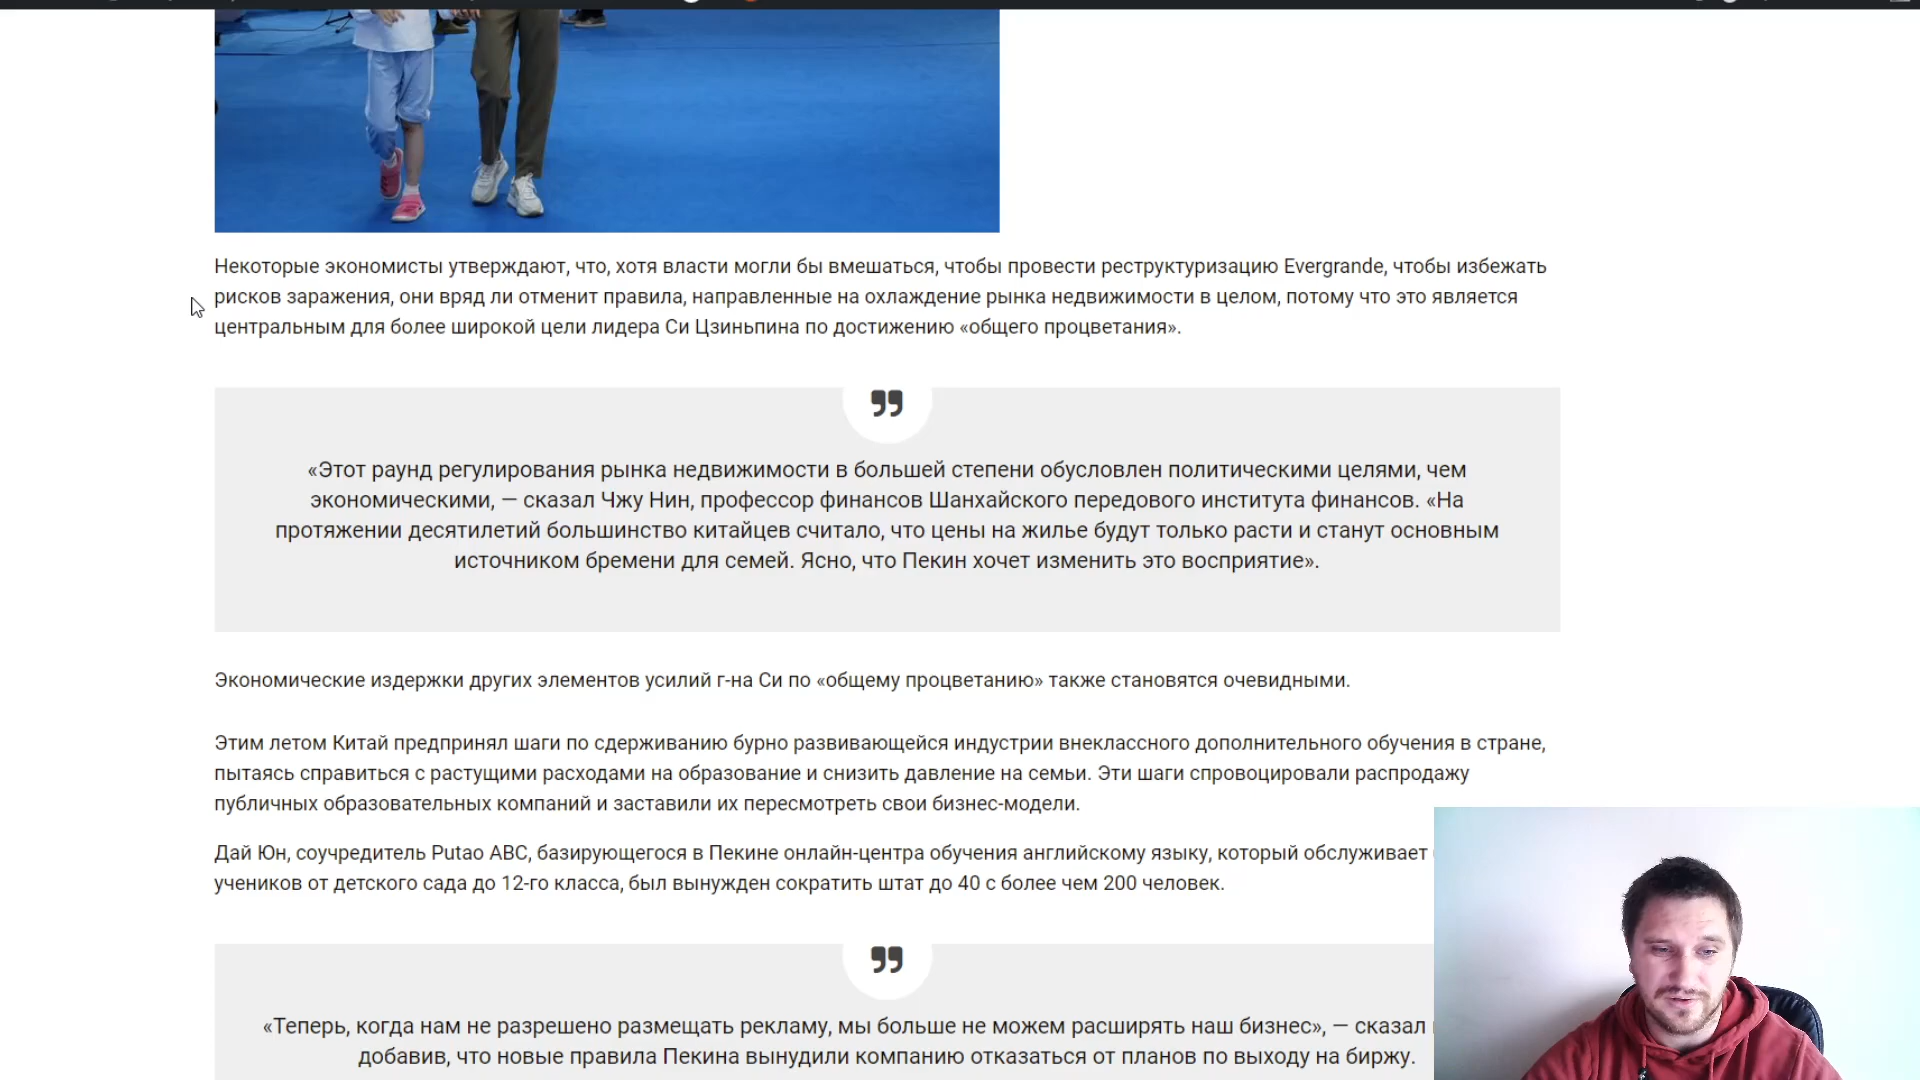 Некоторые экономисты утверждают, что, хотя власти могли бы вмешаться, чтобы провести реструктуризацию Evergrande, чтобы избежать
рисков заражения, они вряд ли отменит правила, направленные на охлаждение рынка недвижимости в целом, потому что это является
центральным для более широкой цели лидера Си Цзиньпина по достижению «общего процветания».
«Этот раунд регулирования рынка недвижимости в большей степени обусловлен политическими целями, чем
экономическими, — сказал Чжу Нин, профессор финансов Шанхайского передового института финансов. «На
протяжении десятилетий большинство китайцев считало, что цены на жилье будут только расти и станут основным
источником бремени для семей. Ясно, что Пекин хочет изменить это восприятие».
Экономические издержки других элементов усилий г-на Си по «общему процветанию» также становятся очевидными.
Этим летом Китай предпринял шаги по сдерживанию бурно развивающейся индустрии внеклассного дополнительного обучения в стране,
пытаясь справиться с растущими расходами на образование и снизить давление на семьи. Эти шаги спровоцировали распродажу
публичных образовательных компаний и заставили их пересмотреть свои бизнес-модели.
Дай Юн, соучредитель Putao ABC, базирующегося в Пекине онлайн-центра обучения английскому языку, который обслуживает
учеников от детского сада до 12-го класса, был вынужден сократить штат до 40 с более чем 200 человек.
«Теперь, когда нам не разрешено размещать рекламу, мы больше не можем расширять наш бизнес», — сказал
добавив, что новые правила Пекина вынудили компанию отказаться от планов по выходу на биржу.